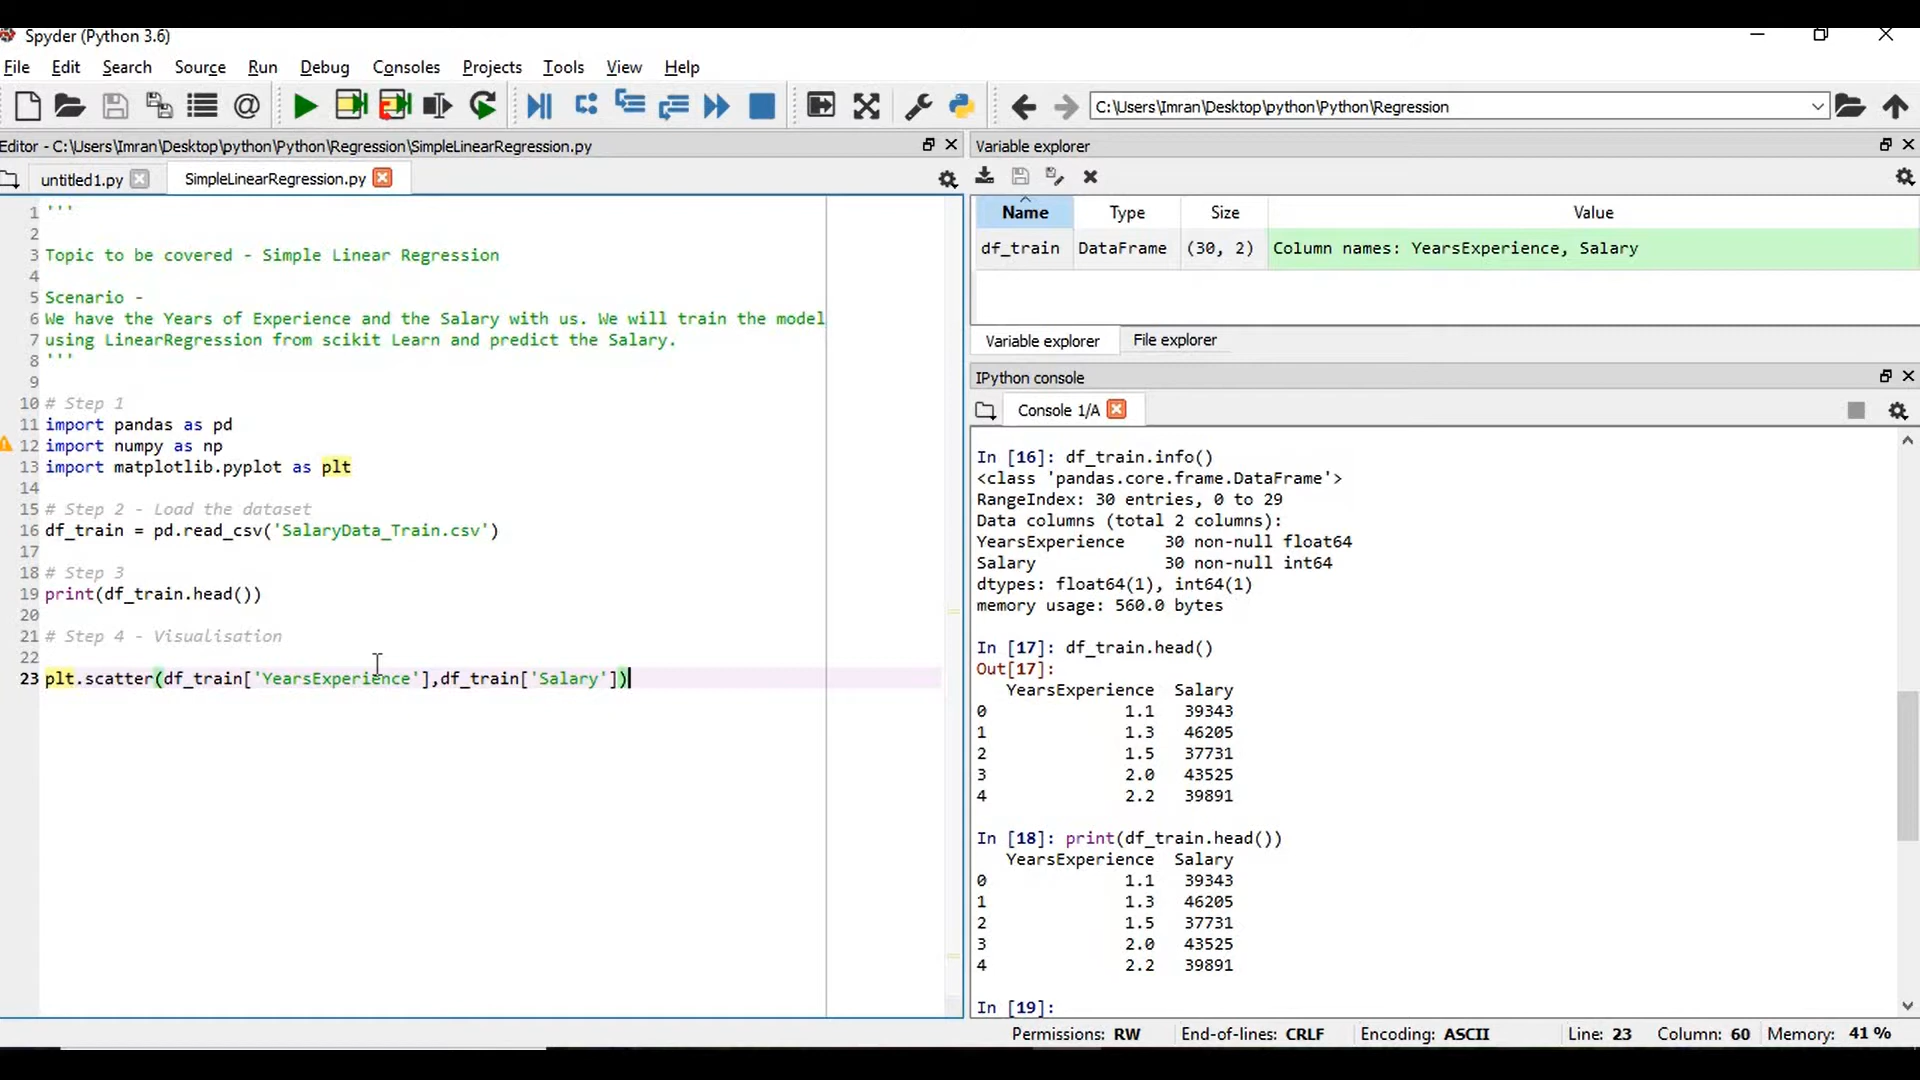 Spyder (Python 3.6)
File Edit Search Source Run Debug Consoles Projects Tools View Help
C:\Users\Imran\Desktop\python\Python\Regression
Editor - C:\Users\Imran\Desktop\python\Python\Regression\SimpleLinearRegression.py
untitled1.py SimpleLinearRegression.py
1 '''
2
3 Topic to be covered - Simple Linear Regression
4
5 Scenario -
6 We have the Years of Experience and the Salary with us. We will train the model
7 using LinearRegression from scikit Learn and predict the Salary.
8 '''
9
10 # Step 1
11 import pandas as pd
12 import numpy as np
13 import matplotlib.pyplot as plt
14
15 # Step 2 - Load the dataset
16 df_train = pd.read_csv('SalaryData_Train.csv')
17
18 # Step 3
19 print(df_train.head())
20
21 # Step 4 - Visualisation
22
23 plt.scatter(df_train['YearsExperience'],df_train['Salary'])
Variable explorer
Name Type Size Value
df_train DataFrame (30, 2) Column names: YearsExperience, Salary
Variable explorer File explorer
IPython console
Console 1/A
In [16]: df_train.info()
<class 'pandas.core.frame.DataFrame'>
RangeIndex: 30 entries, 0 to 29
Data columns (total 2 columns):
YearsExperience    30 non-null float64
Salary             30 non-null int64
dtypes: float64(1), int64(1)
memory usage: 560.0 bytes
In [17]: df_train.head()
Out[17]:
YearsExperience  Salary
0 1.1 39343
1 1.3 46205
2 1.5 37731
3 2.0 43525
4 2.2 39891
In [18]: print(df_train.head())
YearsExperience  Salary
0 1.1 39343
1 1.3 46205
2 1.5 37731
3 2.0 43525
4 2.2 39891
In [19]:
Permissions: RW End-of-lines: CRLF Encoding: ASCII Line: 23 Column: 60 Memory: 41 %